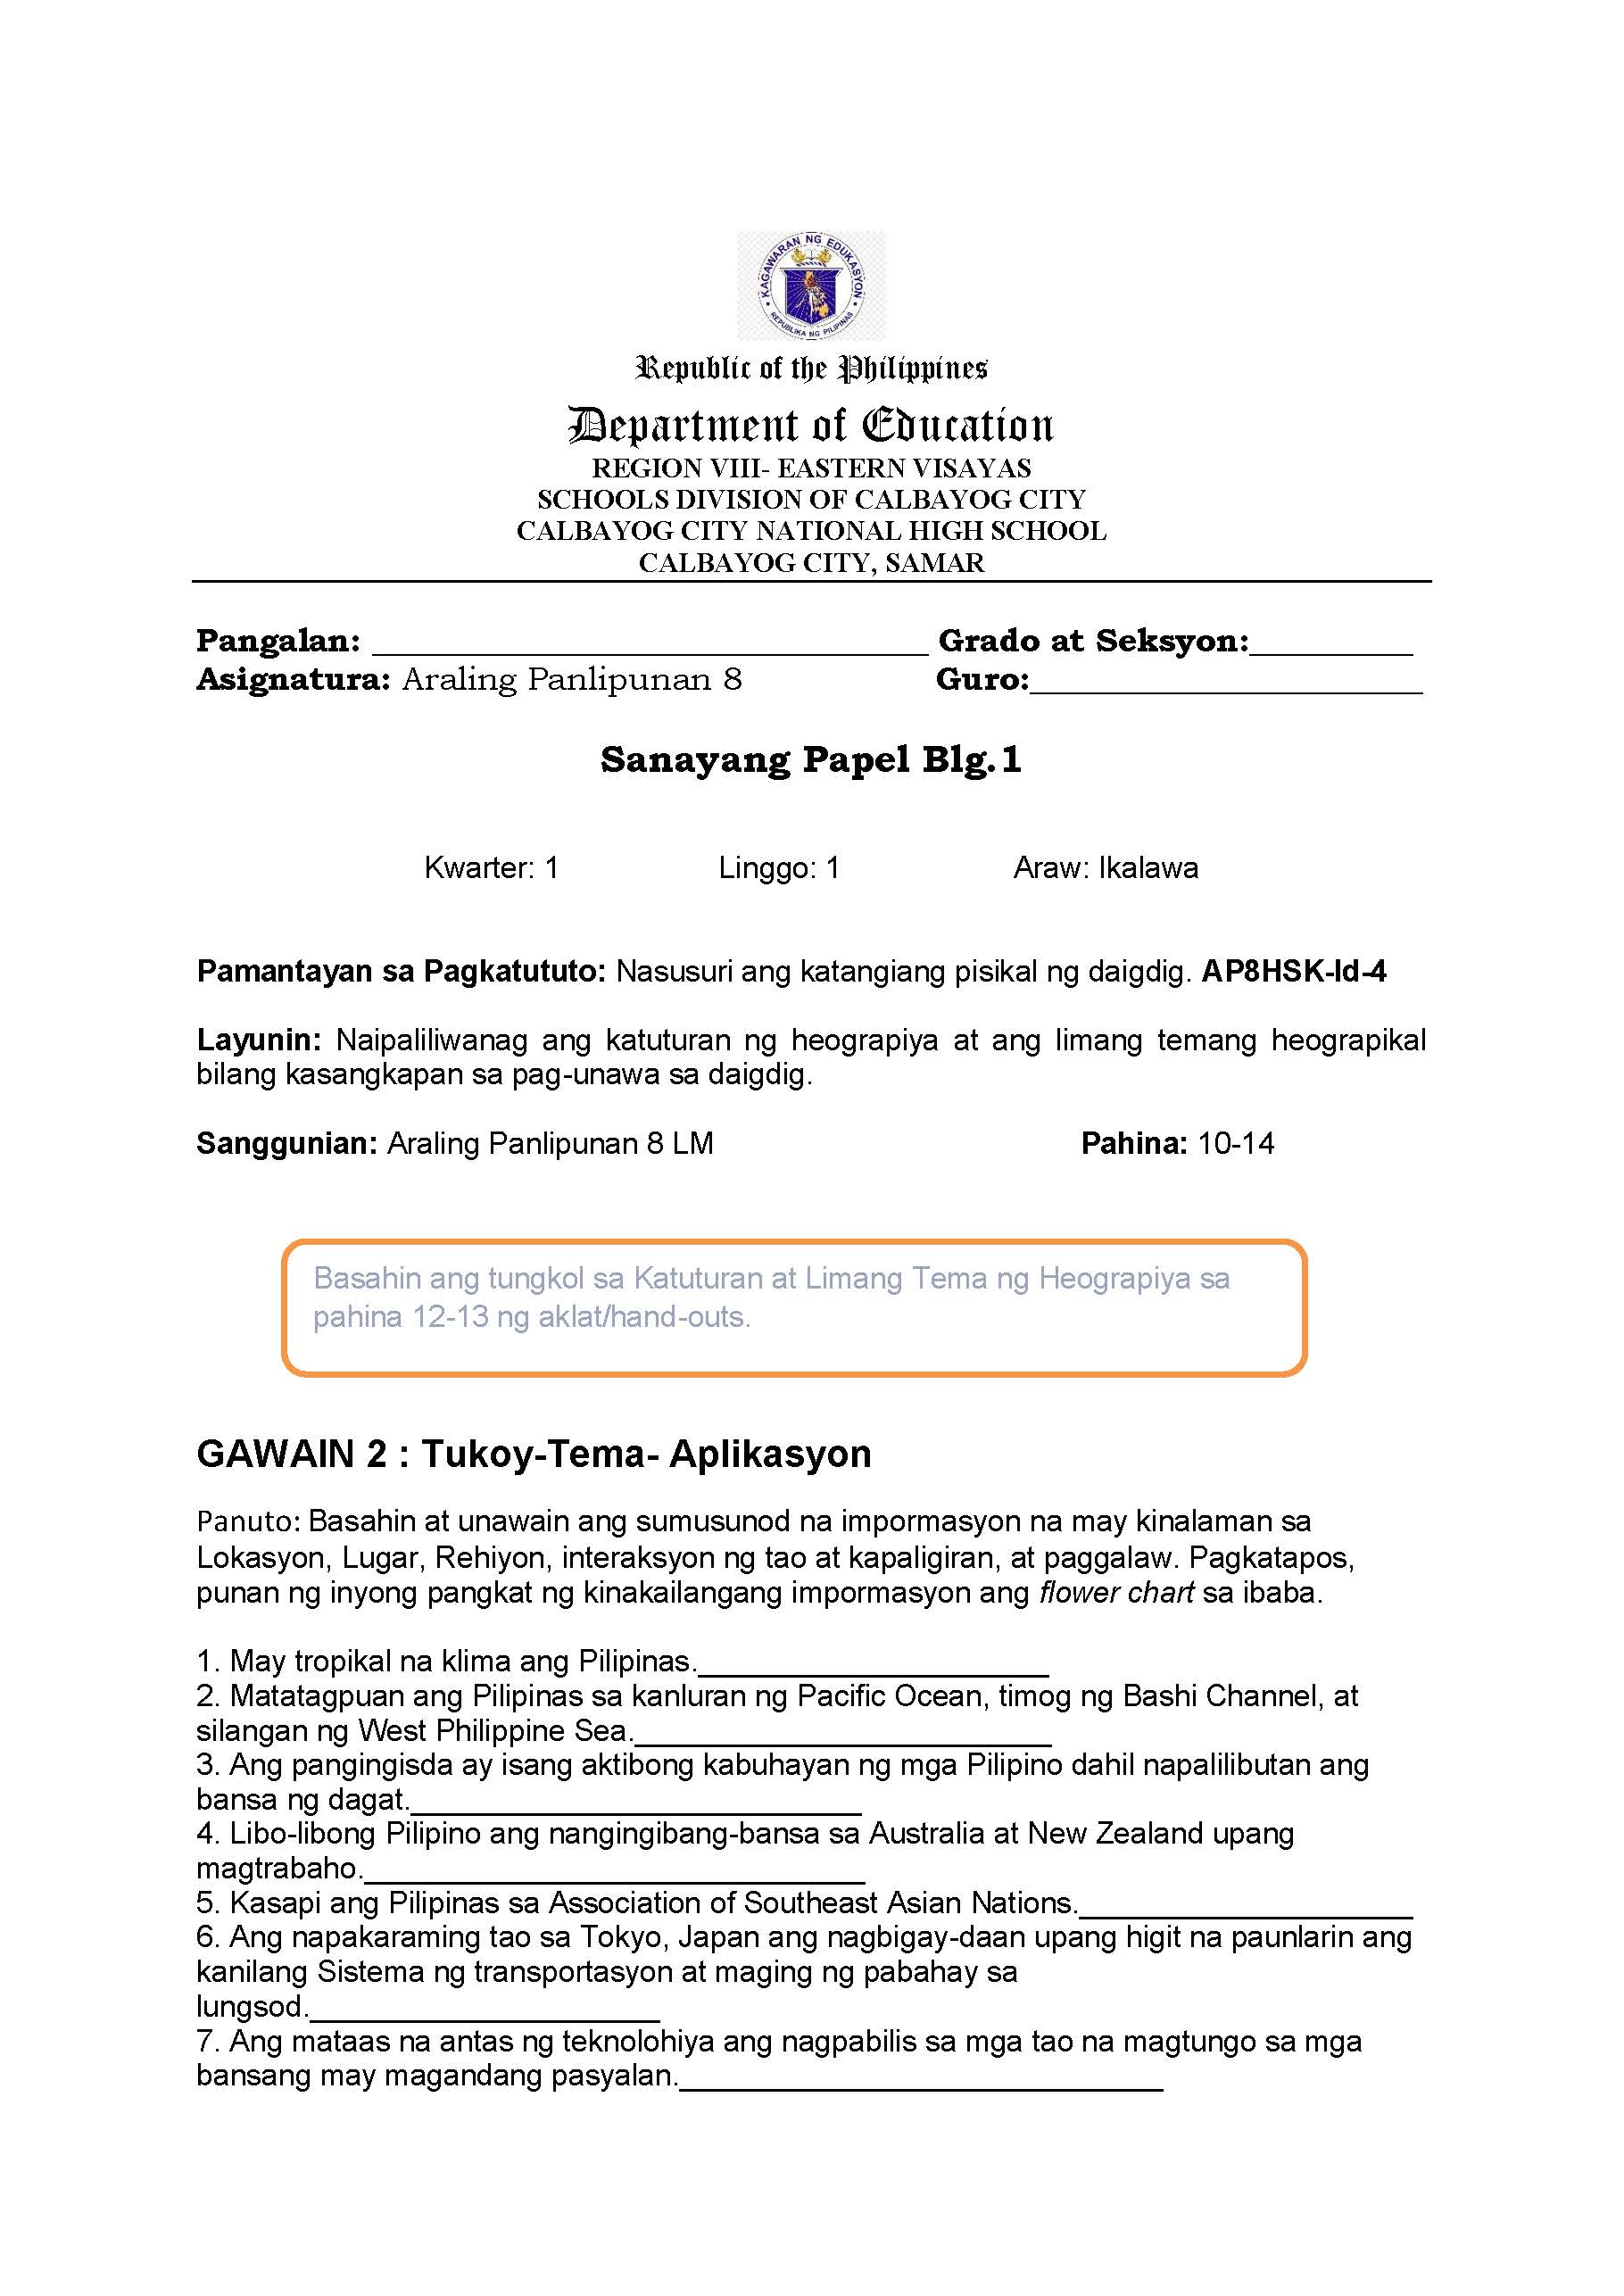 KAGAWARAN NG EDUKASYON
REPUBLIKA NG PILIPINAS
Republic of the Philippines
Department of Education
REGION VIII- EASTERN VISAYAS
SCHOOLS DIVISION OF CALBAYOG CITY
CALBAYOG CITY NATIONAL HIGH SCHOOL
CALBAYOG CITY, SAMAR
Pangalan: __________________________________ Grado at Seksyon:__________
Asignatura: Araling Panlipunan 8 Guro:________________________
Sanayang Papel Blg.1
Kwarter: 1 Linggo: 1 Araw: Ikalawa
Pamantayan sa Pagkatututo: Nasusuri ang katangiang pisikal ng daigdig. AP8HSK-Id-4
Layunin: Naipaliliwanag ang katuturan ng heograpiya at ang limang temang heograpikal
bilang kasangkapan sa pag-unawa sa daigdig.
Sanggunian: Araling Panlipunan 8 LM Pahina: 10-14
Basahin ang tungkol sa Katuturan at Limang Tema ng Heograpiya sa
pahina 12-13 ng aklat/hand-outs.
GAWAIN 2 : Tukoy-Tema- Aplikasyon
Panuto: Basahin at unawain ang sumusunod na impormasyon na may kinalaman sa
Lokasyon, Lugar, Rehiyon, interaksyon ng tao at kapaligiran, at paggalaw. Pagkatapos,
punan ng inyong pangkat ng kinakailangang impormasyon ang flower chart sa ibaba.
1. May tropikal na klima ang Pilipinas._____________________
2. Matatagpuan ang Pilipinas sa kanluran ng Pacific Ocean, timog ng Bashi Channel, at
silangan ng West Philippine Sea._________________________
3. Ang pangingisda ay isang aktibong kabuhayan ng mga Pilipino dahil napalilibutan ang
bansa ng dagat.___________________________
4. Libo-libong Pilipino ang nangingibang-bansa sa Australia at New Zealand upang
magtrabaho.______________________________
5. Kasapi ang Pilipinas sa Association of Southeast Asian Nations.____________________
6. Ang napakaraming tao sa Tokyo, Japan ang nagbigay-daan upang higit na paunlarin ang
kanilang Sistema ng transportasyon at maging ng pabahay sa
lungsod._____________________
7. Ang mataas na antas ng teknolohiya ang nagpabilis sa mga tao na magtungo sa mga
bansang may magandang pasyalan._____________________________